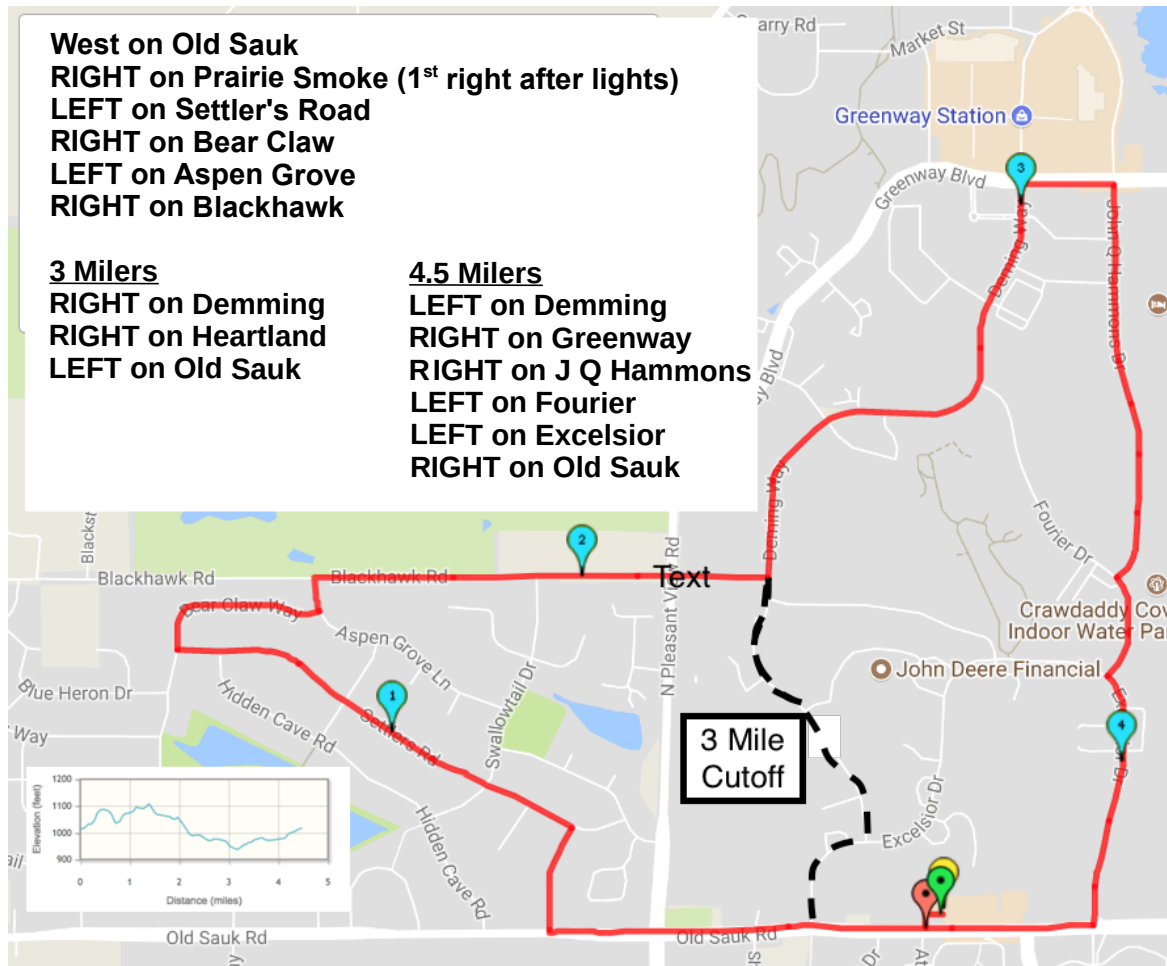 West on Old Sauk
RIGHT on Prairie Smoke (1st right after lights)
LEFT on Settler's Road
RIGHT on Bear Claw
LEFT on Aspen Grove
RIGHT on Blackhawk
3 Milers
RIGHT on Demming
RIGHT on Heartland
LEFT on Old Sauk
4.5 Milers
LEFT on Demming
RIGHT on Greenway
RIGHT on J Q Hammons
LEFT on Fourier
LEFT on Excelsior
RIGHT on Old Sauk
Market St
Greenway Station
Greenway Blvd
3
Deming Way
John Q Hammons Dr
Deming Way
Fourier Dr
Blackhawk Rd
Blackhawk Rd
2
Text
N Pleasant View Rd
Bear Claw Way
Aspen Grove Ln
Crawdaddy Cov
Indoor Water Pa
John Deere Financial
Blue Heron Dr
Hidden Cave Rd
1
Settlers Rd
Swallowtail Dr
Way
3 Mile
Cutoff
4
Excelsior Dr
Hidden Cave Rd
Elevation (feet)
1200
1100
1000
900
0
1
2
3
4
5
Distance (miles)
Old Sauk Rd
Old Sauk Rd
Dr